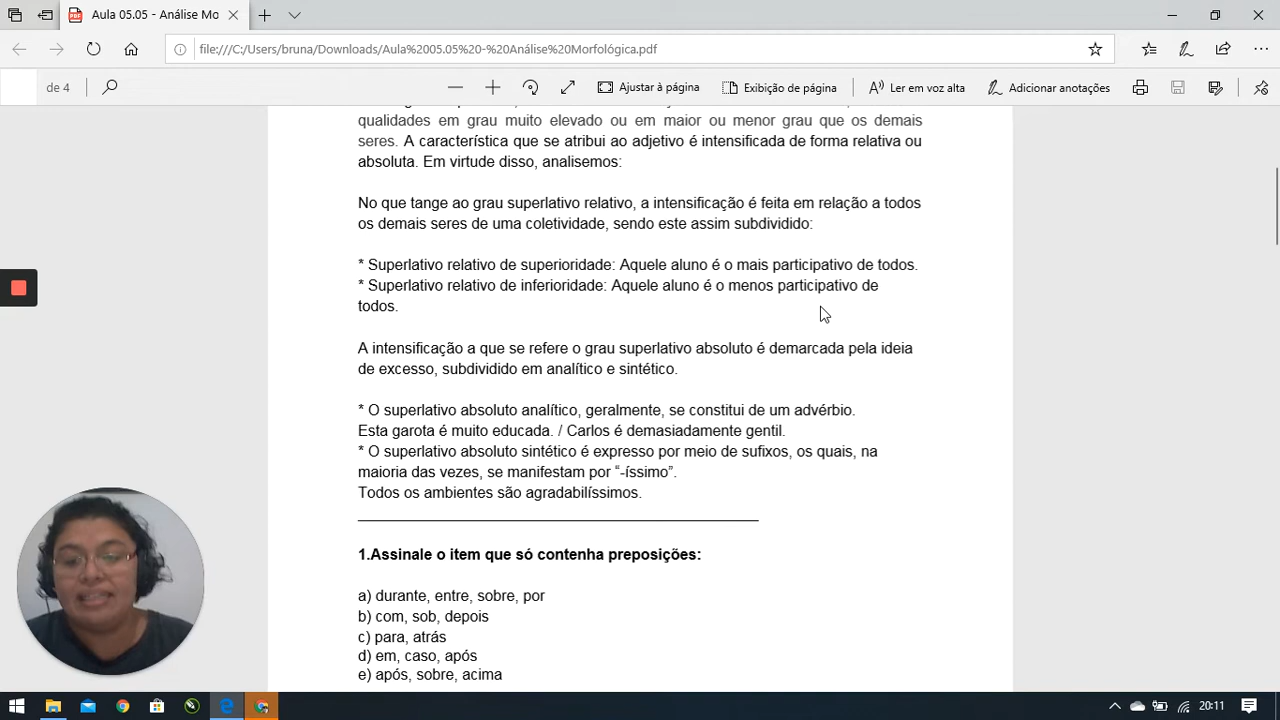 Aula 05.05 - Análise Mo
file:///C:/Users/bruna/Downloads/Aula%2005.05%20-%20Análise%20Morfológica.pdf
de 4
Ajustar à página
Exibição de página
Ler em voz alta
Adicionar anotações
qualidades em grau muito elevado ou em maior ou menor grau que os demais
seres. A característica que se atribui ao adjetivo é intensificada de forma relativa ou
absoluta. Em virtude disso, analisemos:
No que tange ao grau superlativo relativo, a intensificação é feita em relação a todos
os demais seres de uma coletividade, sendo este assim subdividido:
* Superlativo relativo de superioridade: Aquele aluno é o mais participativo de todos.
* Superlativo relativo de inferioridade: Aquele aluno é o menos participativo de
todos.
A intensificação a que se refere o grau superlativo absoluto é demarcada pela ideia
de excesso, subdividido em analítico e sintético.
* O superlativo absoluto analítico, geralmente, se constitui de um advérbio.
Esta garota é muito educada. / Carlos é demasiadamente gentil.
* O superlativo absoluto sintético é expresso por meio de sufixos, os quais, na
maioria das vezes, se manifestam por “-íssimo”.
Todos os ambientes são agradabilíssimos.
1.Assinale o item que só contenha preposições:
a) durante, entre, sobre, por
b) com, sob, depois
c) para, atrás
d) em, caso, após
e) após, sobre, acima
20:11